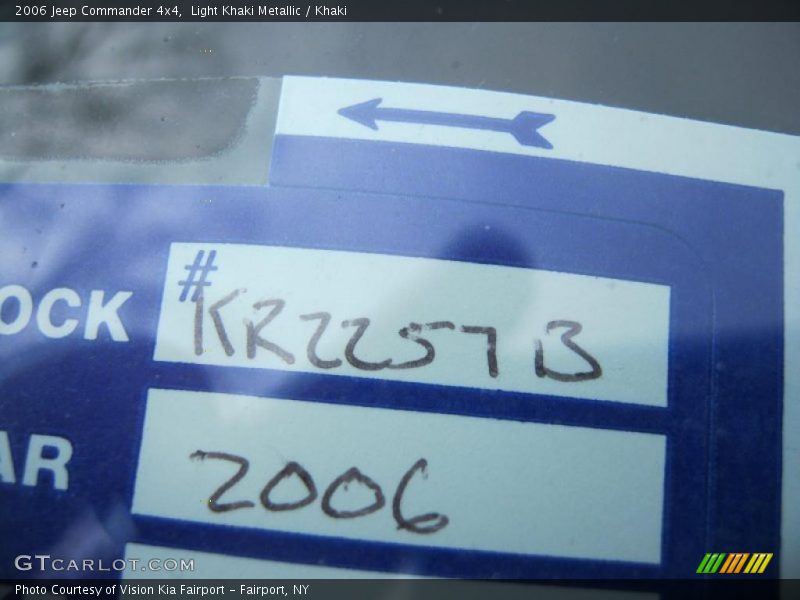 2006 Jeep Commander 4x4, Light Khaki Metallic / Khaki
OCK
#
KR2257B
AR
2006
GTCARLOT.COM
Photo Courtesy of Vision Kia Fairport - Fairport, NY